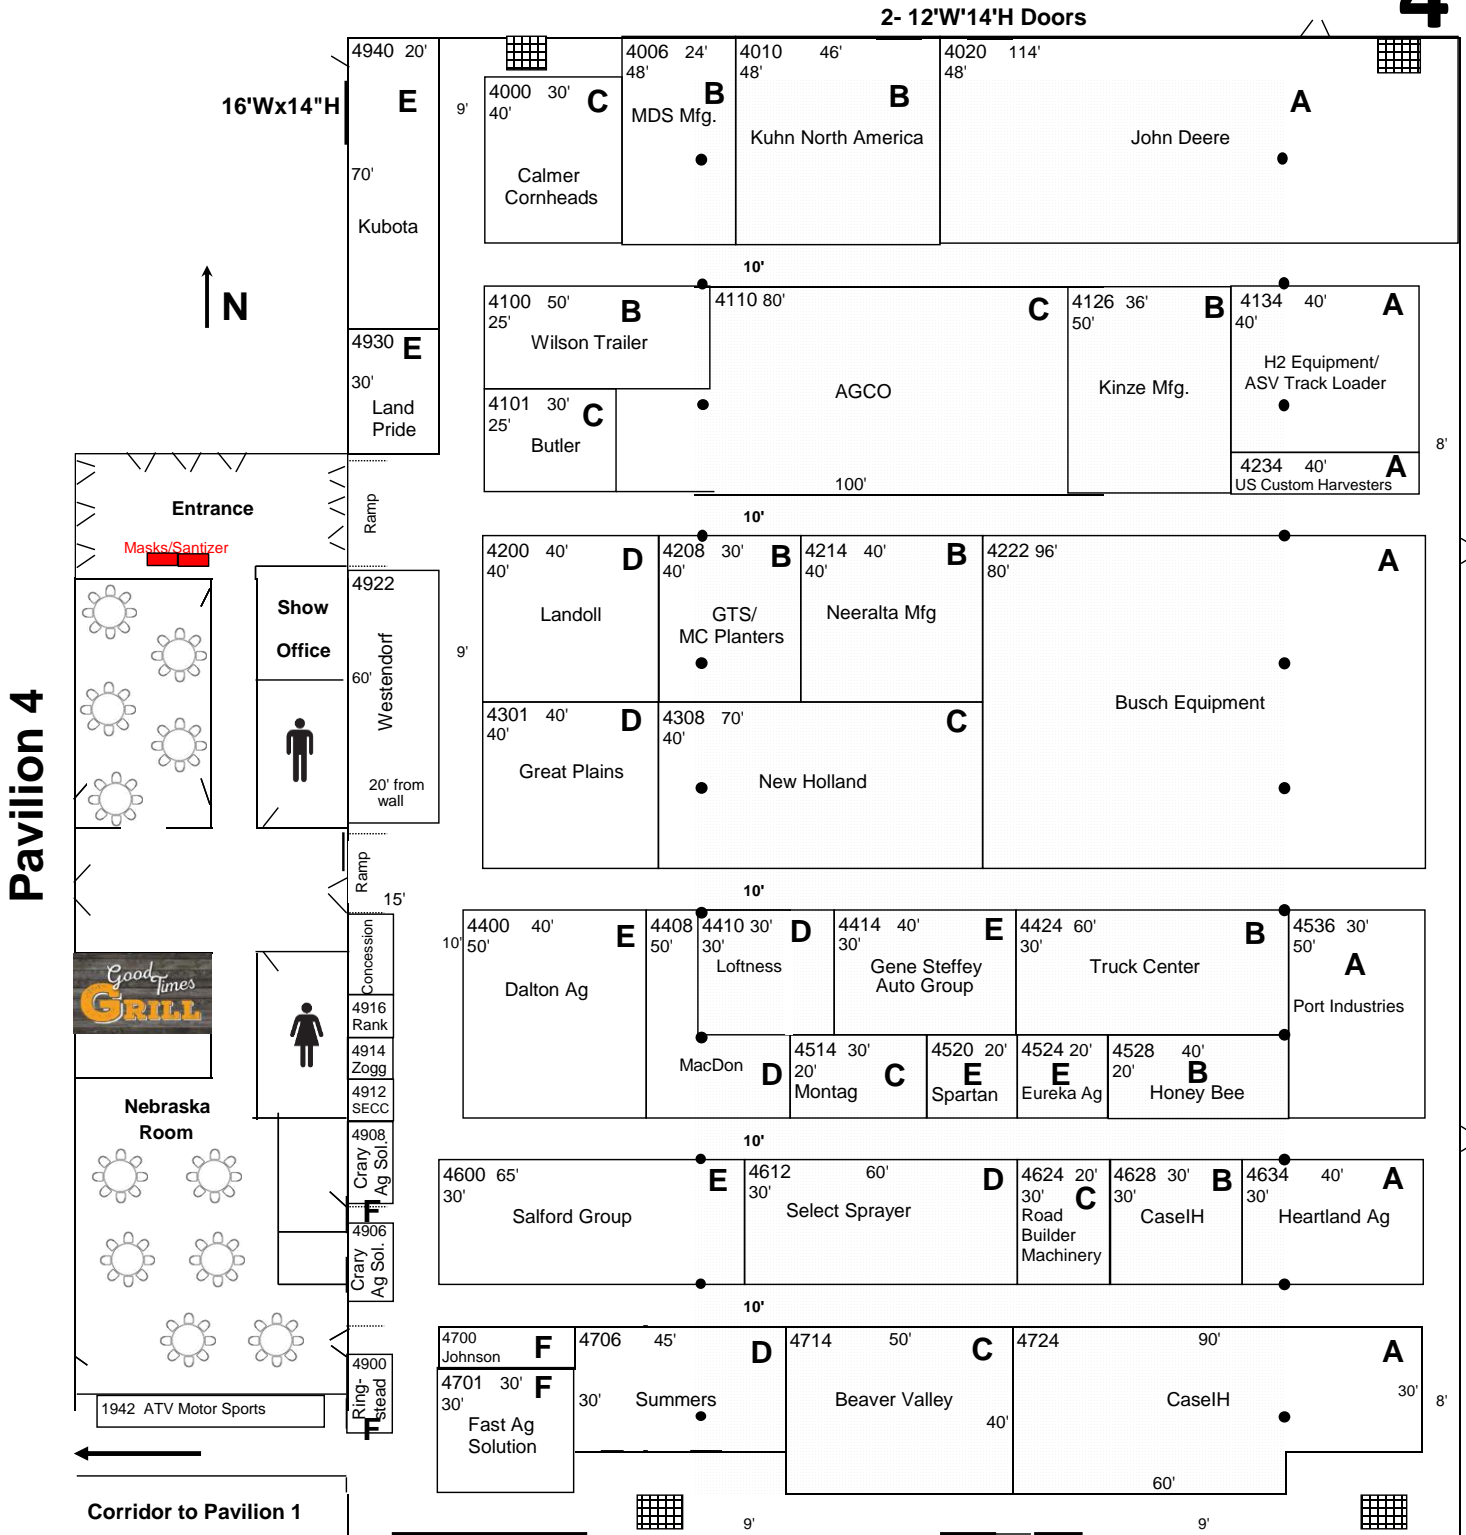 2- 12'W'14'H Doors
4
4940 20'
E
16'Wx14"H
70'
Kubota
9'
4000 30'
40'
C
Calmer
Cornheads
4006 24'
48'
B
MDS Mfg.
4010 46'
48'
B
Kuhn North America
4020 114'
48'
A
John Deere
10'
N
4930 E
30'
Land
Pride
4100 50'
25'
B
Wilson Trailer
4101 30'
25'
C
Butler
4110 80'
C
AGCO
100'
4126 36'
50'
B
Kinze Mfg.
4134 40'
40'
A
H2 Equipment/
ASV Track Loader
4234 40'
A
US Custom Harvesters
8'
10'
Entrance
Masks/Santizer
Ramp
Show
Office
4922
60'
Westendorf
20' from
wall
9'
Pavilion 4
4200 40'
40'
D
Landoll
4208 30'
40'
B
GTS/
MC Planters
4214 40'
40'
B
Neeralta Mfg
4222 96'
80'
A
Busch Equipment
4301 40'
40'
D
Great Plains
4308 70'
40'
C
New Holland
10'
Ramp
15'
Concession
Good
Times
GRILL
4916
Rank
4914
Zogg
4912
SECC
4908
Crary
Ag Sol.
F
4906
Crary
Ag Sol.
10'
4400 40'
50'
E
Dalton Ag
4408
50'
MacDon
D
4410 30'
30'
D
Loftness
4414 40'
30'
E
Gene Steffey
Auto Group
4424 60'
30'
B
Truck Center
4536 30'
50'
A
Port Industries
4514 30'
20'
C
Montag
4520 20'
E
Spartan
4524 20'
E
Eureka Ag
4528 40'
20'
B
Honey Bee
10'
Nebraska
Room
4600 65'
30'
E
Salford Group
4612 60'
30'
D
Select Sprayer
4624 20'
30'
C
Road
Builder
Machinery
4628 30'
30'
B
CaseIH
4634 40'
30'
A
Heartland Ag
10'
4700
Johnson
F
4701 30'
30'
F
Fast Ag
Solution
4706 45'
D
30'
Summers
4714 50'
C
Beaver Valley
40'
4724 90'
A
30'
CaseIH
60'
8'
4900
Ring-
stead
F
1942 ATV Motor Sports
Corridor to Pavilion 1
9'
9'